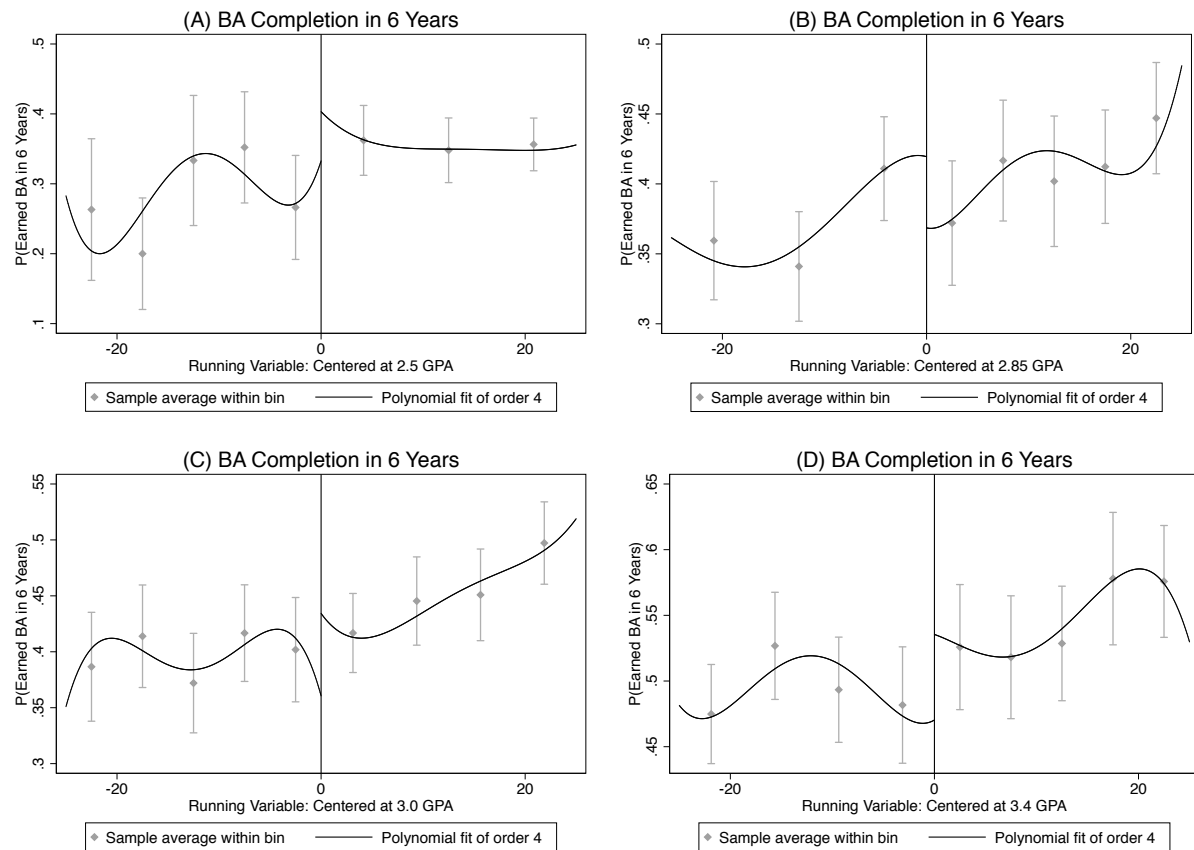 (A) BA Completion in 6 Years
P(Earned BA in 6 Years)
.5
.4
.3
.2
.1
-20
0
20
Running Variable: Centered at 2.5 GPA
Sample average within bin
Polynomial fit of order 4
(B) BA Completion in 6 Years
P(Earned BA in 6 Years)
.5
.45
.4
.35
.3
-20
0
20
Running Variable: Centered at 2.85 GPA
Sample average within bin
Polynomial fit of order 4
(C) BA Completion in 6 Years
P(Earned BA in 6 Years)
.55
.5
.45
.4
.35
.3
-20
0
20
Running Variable: Centered at 3.0 GPA
Sample average within bin
Polynomial fit of order 4
(D) BA Completion in 6 Years
P(Earned BA in 6 Years)
.65
.6
.55
.5
.45
-20
0
20
Running Variable: Centered at 3.4 GPA
Sample average within bin
Polynomial fit of order 4